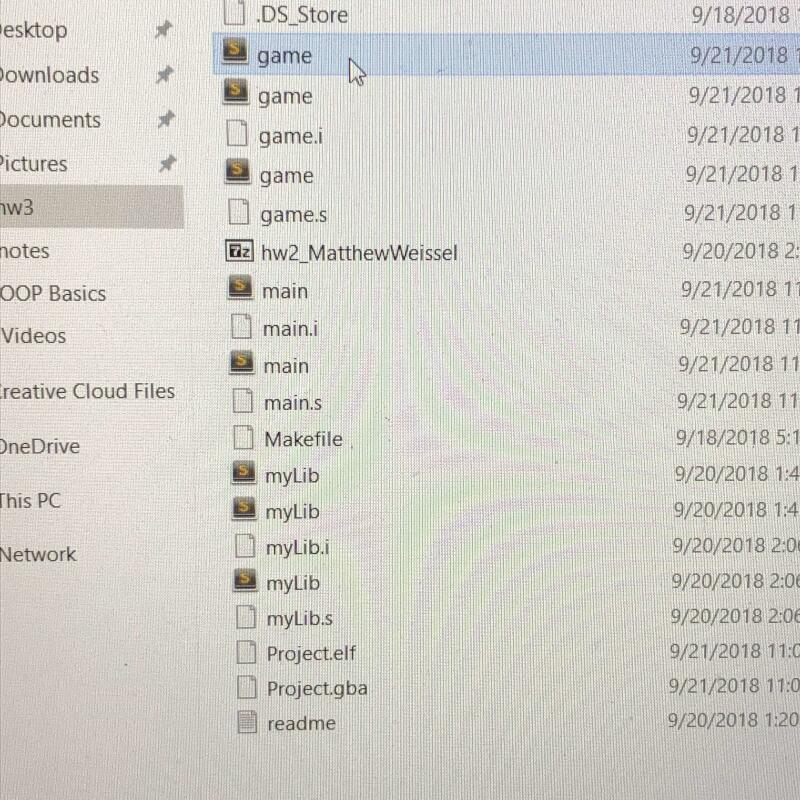 .DS_Store 9/18/2018
Desktop
game 9/21/2018 1
Downloads
game 9/21/2018 1
Documents
game.i 9/21/2018 1
Pictures
game 9/21/2018 1
hw3
game.s 9/21/2018 1
notes
hw2_MatthewWeissel 9/20/2018 2:
OOP Basics
main 9/21/2018 11
Videos
main.i 9/21/2018 11
main 9/21/2018 11
Creative Cloud Files
main.s 9/21/2018 11
OneDrive
Makefile 9/18/2018 5:1
myLib 9/20/2018 1:4
This PC
myLib 9/20/2018 1:4
Network
myLib.i 9/20/2018 2:06
myLib 9/20/2018 2:06
myLib.s 9/20/2018 2:06
Project.elf 9/21/2018 11:0
Project.gba 9/21/2018 11:0
readme 9/20/2018 1:20